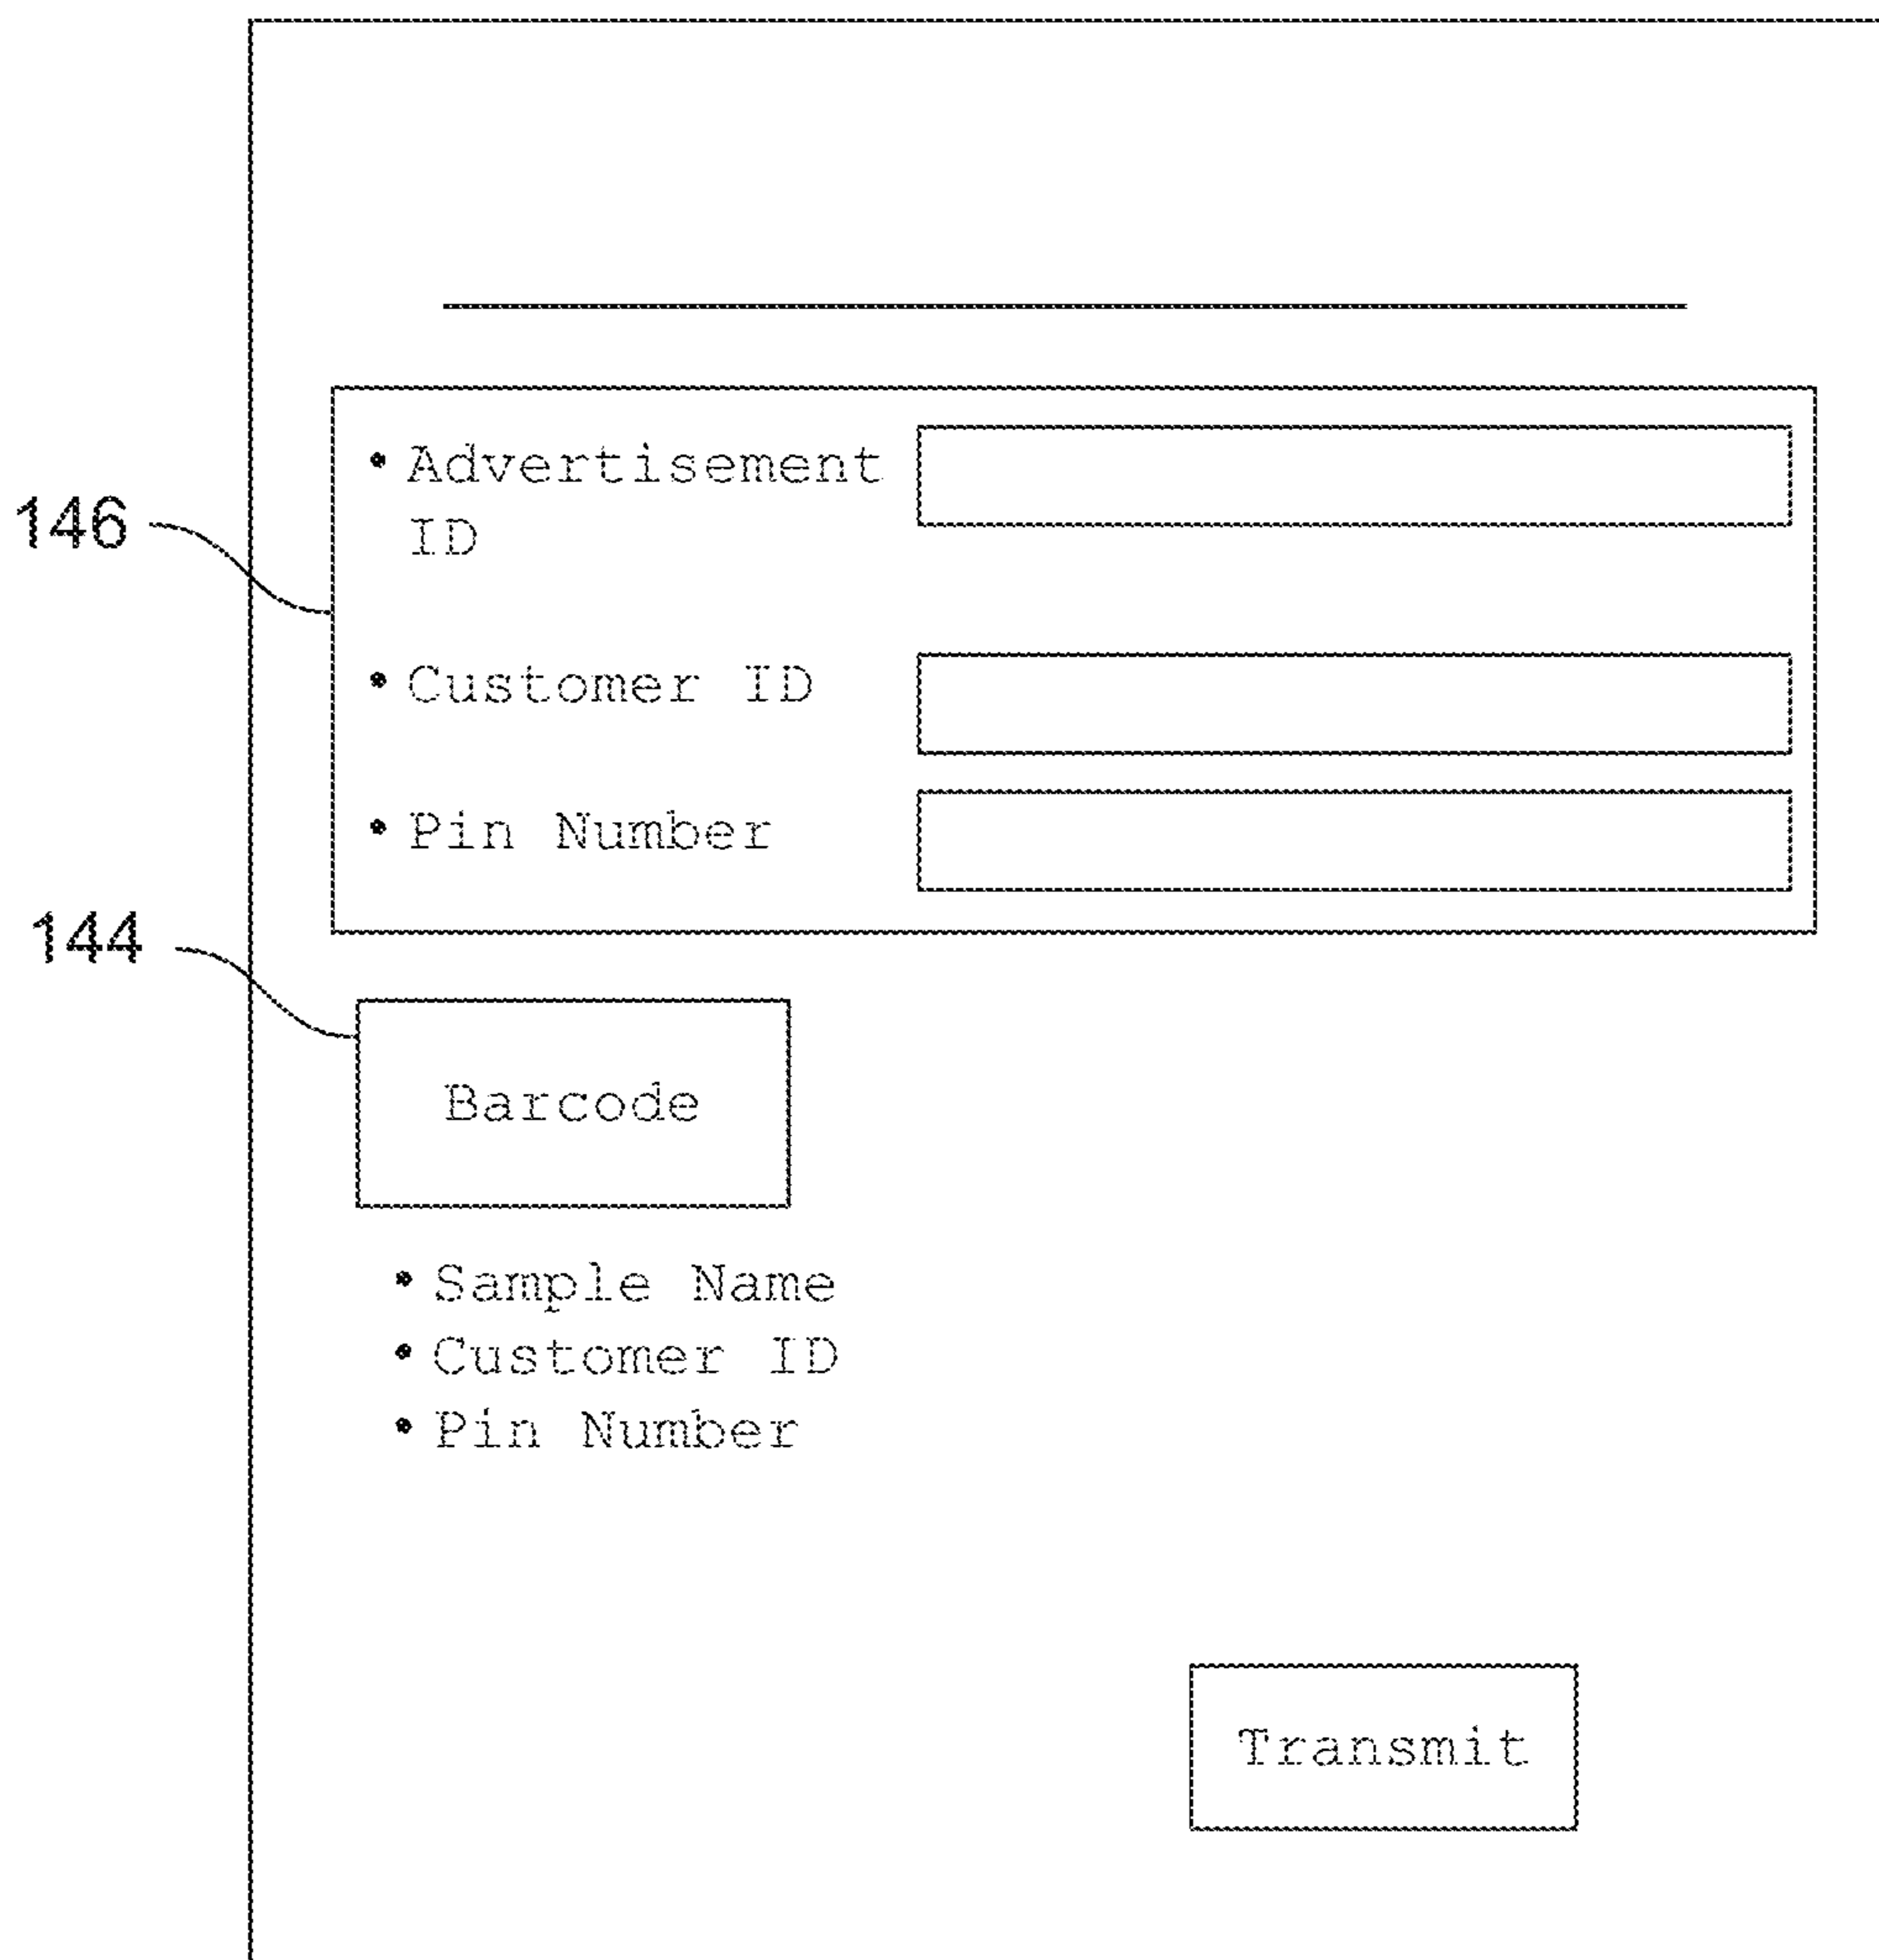 • Advertisement
ID
146
• Customer ID
• Pin Number
144
Barcode
• Sample Name
• Customer ID
• Pin Number
Transmit